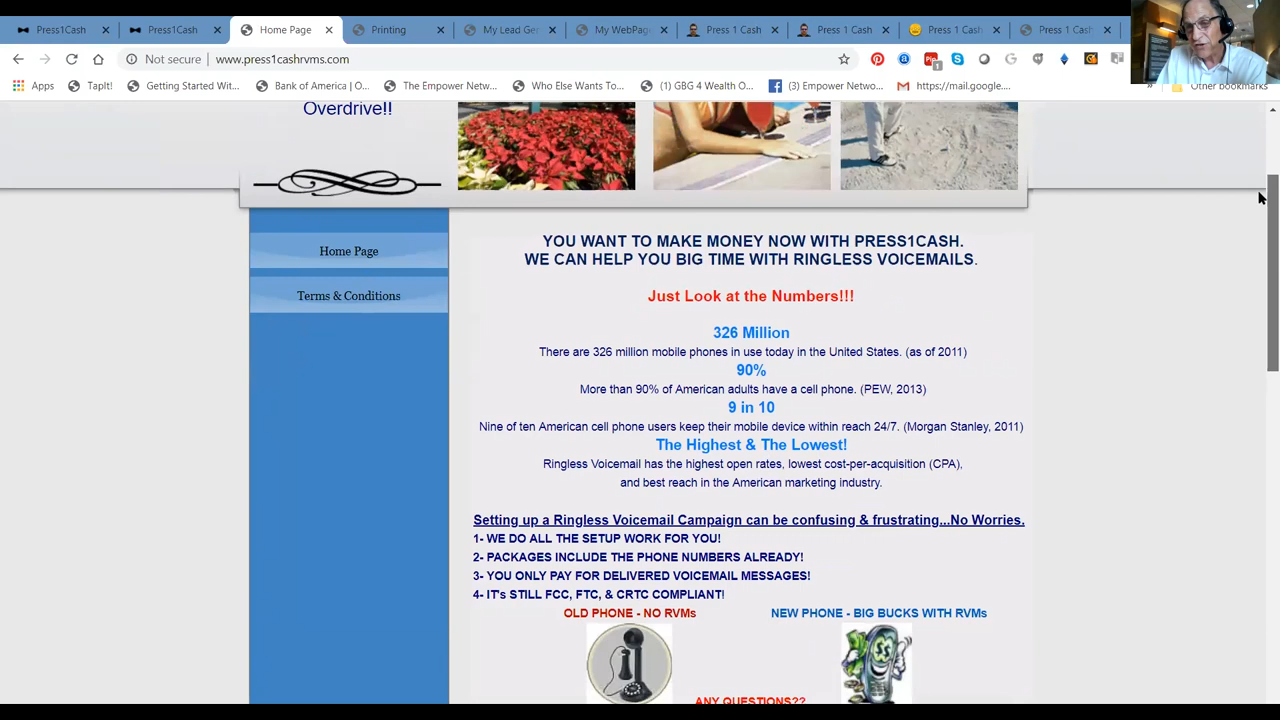 Press1Cash
Press1Cash
Home Page
Printing
My Lead Ger
My WebPage
Press 1 Cash
Press 1 Cash
Press 1 Cash
Press 1 Cash
Not secure
www.press1cashrvms.com
1
Apps
TapIt!
Getting Started Wit...
Bank of America | O...
The Empower Netw...
Who Else Wants To...
(1) GBG 4 Wealth O...
(3) Empower Netwo...
https://mail.google....
Other bookmarks
Overdrive!!
Home Page
Terms & Conditions
YOU WANT TO MAKE MONEY NOW WITH PRESS1CASH.
WE CAN HELP YOU BIG TIME WITH RINGLESS VOICEMAILS.
Just Look at the Numbers!!!
326 Million
There are 326 million mobile phones in use today in the United States. (as of 2011)
90%
More than 90% of American adults have a cell phone. (PEW, 2013)
9 in 10
Nine of ten American cell phone users keep their mobile device within reach 24/7. (Morgan Stanley, 2011)
The Highest & The Lowest!
Ringless Voicemail has the highest open rates, lowest cost-per-acquisition (CPA),
and best reach in the American marketing industry.
Setting up a Ringless Voicemail Campaign can be confusing & frustrating...No Worries.
1- WE DO ALL THE SETUP WORK FOR YOU!
2- PACKAGES INCLUDE THE PHONE NUMBERS ALREADY!
3- YOU ONLY PAY FOR DELIVERED VOICEMAIL MESSAGES!
4- IT's STILL FCC, FTC, & CRTC COMPLIANT!
OLD PHONE - NO RVMs
NEW PHONE - BIG BUCKS WITH RVMs
ANY QUESTIONS??